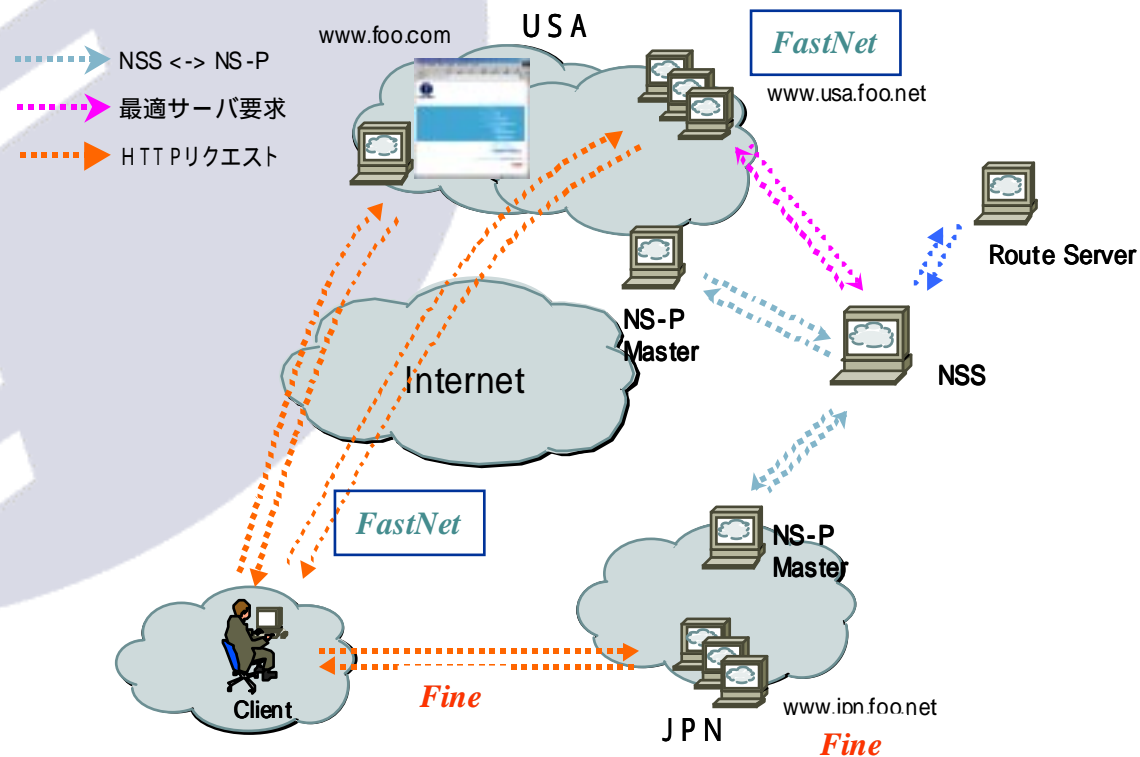 NSS <-> NS-P
最適サーバ要求
HTTPリクエスト
www.foo.com
USA
FastNet
www.usa.foo.net
Route Server
NS-P
Master
NSS
Internet
FastNet
NS-P
Master
Client
Fine
JPN
www.jpn.foo.net
Fine